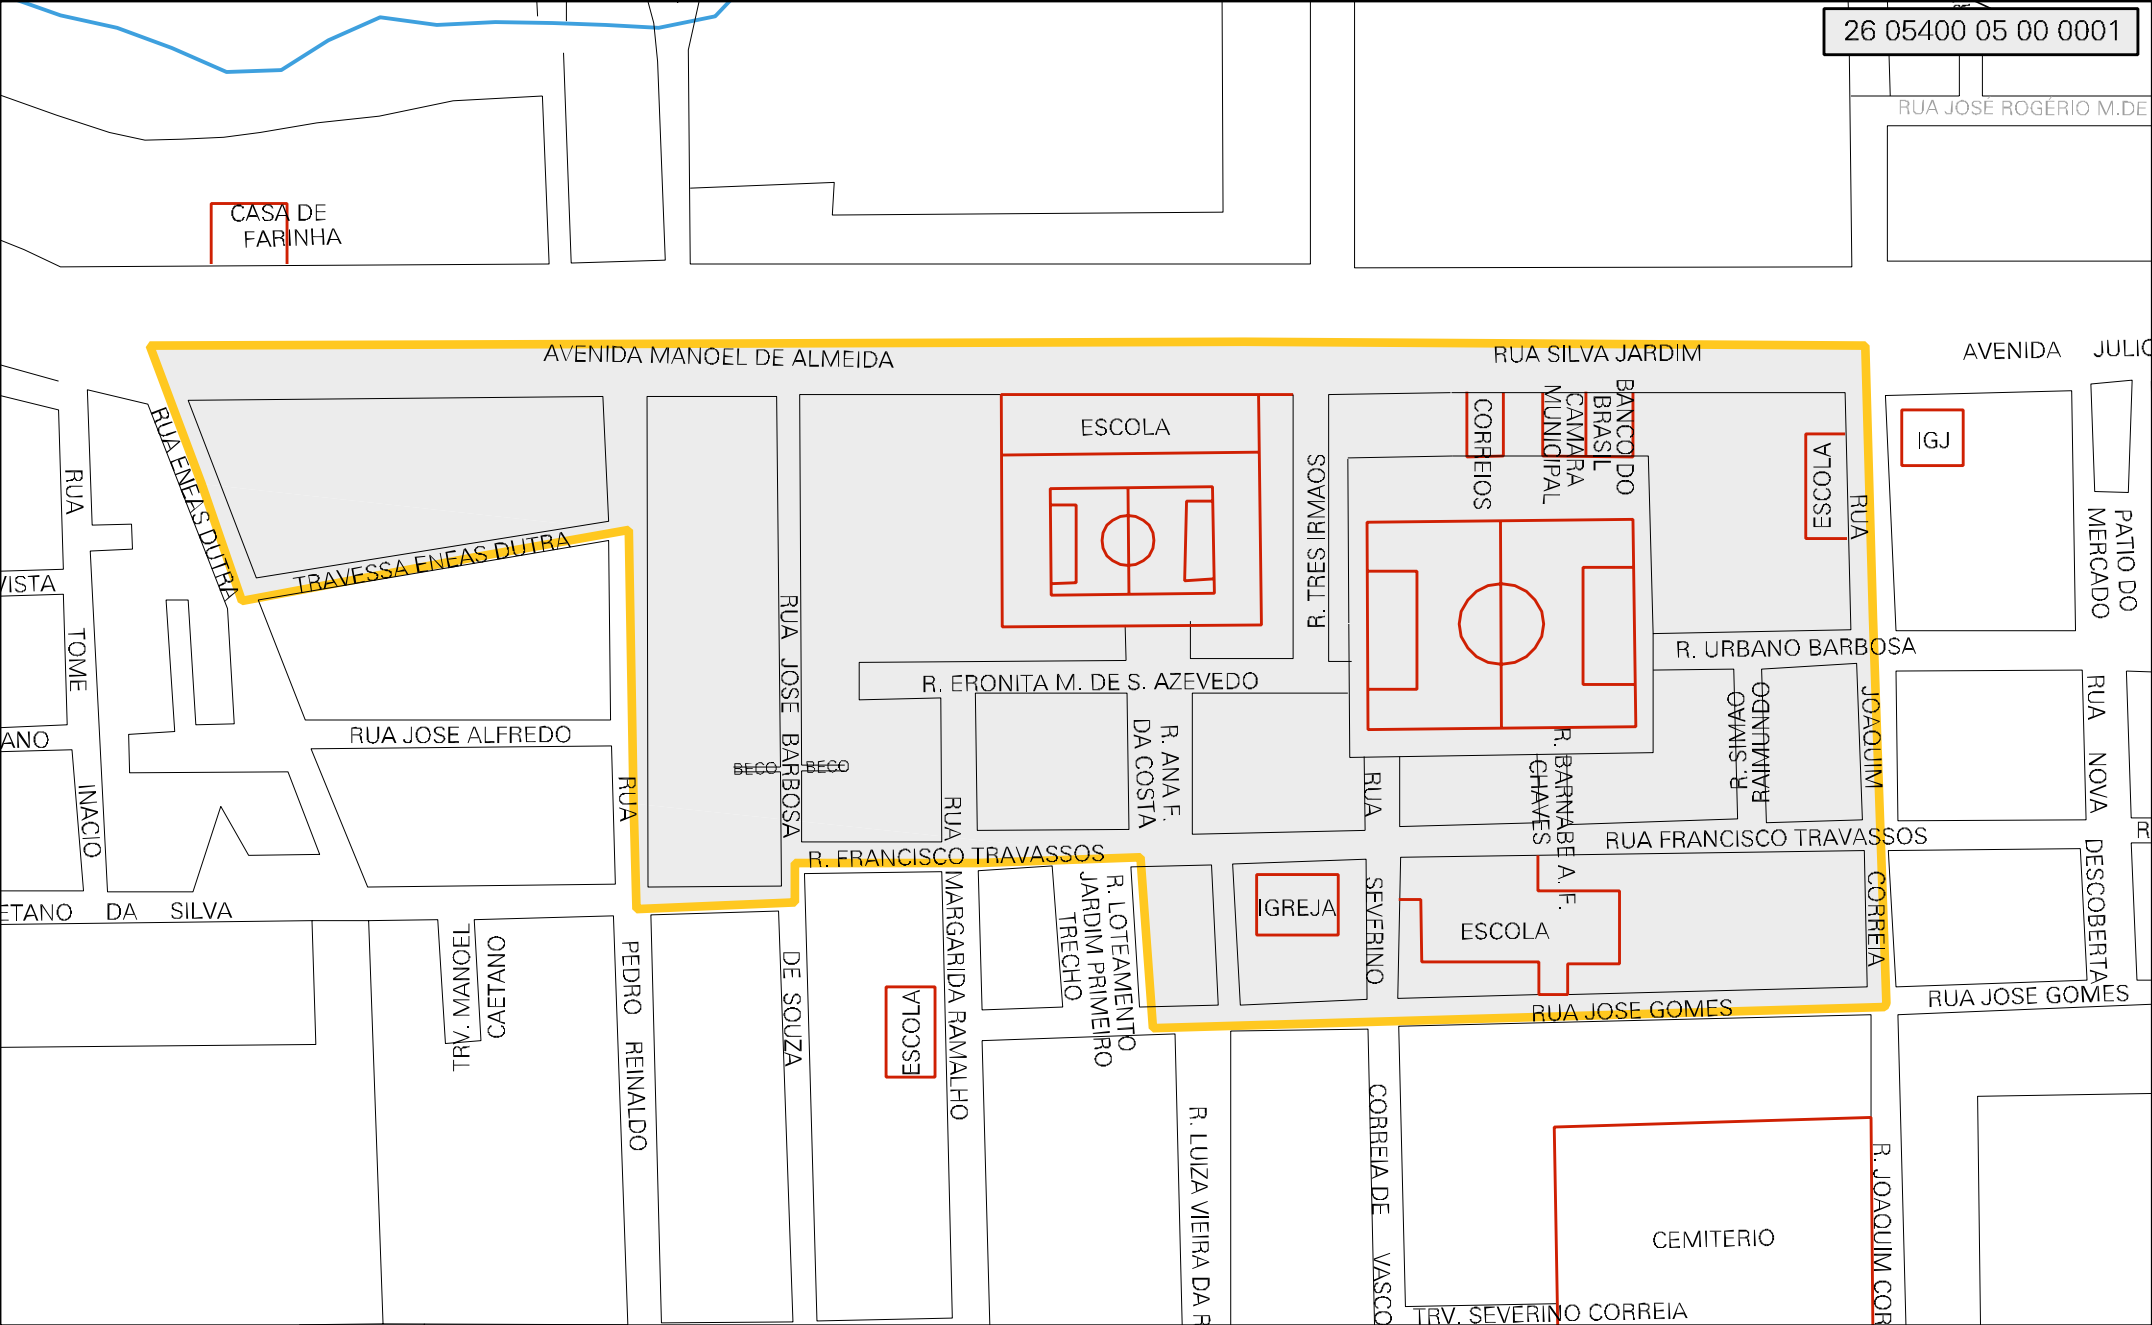 26 05400 05 00 0001
RUA JOSÉ ROGÉRIO M.DE
CASA DE
FARINHA
AVENIDA MANOEL DE ALMEIDA
RUA SILVA JARDIM
AVENIDA
JULIO
RUA ENEAS DUTRA
TRAVESSA ENEAS DUTRA
ESCOLA
CORREIOS
CAMARA
MUNICIPAL
BANCO DO
BRASIL
ESCOLA
IGJ
RUA
TOME
INACIO
VISTA
ANO
R. TRES IRMAOS
PATIO DO
MERCADO
RUA JOSE BARBOSA
DE SOUZA
R. ERONITA M. DE S. AZEVEDO
R. URBANO BARBOSA
RUA JOSE ALFREDO
BECO
BECO
R. ANA F.
DA COSTA
R. BARNABE A. F.
CHAVES
R. SIMAO
RAIMUNDO
RUA
JOAQUIM
CORREIA
RUA NOVA
DESCOBERTA
R. FRANCISCO TRAVASSOS
RUA FRANCISCO TRAVASSOS
R
ETANO DA SILVA
TRV. MANOEL
CAETANO
RUA
PEDRO REINALDO
RUA
MARGARIDA RAMALHO
ESCOLA
R. LOTEAMENTO
JARDIM PRIMEIRO
TRECHO
IGREJA
RUA
SEVERINO
CORREIA DE VASCO
ESCOLA
RUA JOSE GOMES
RUA JOSE GOMES
R. LUIZA VIEIRA DA R
CEMITERIO
R. JOAQUIM COR
TRV. SEVERINO CORREIA